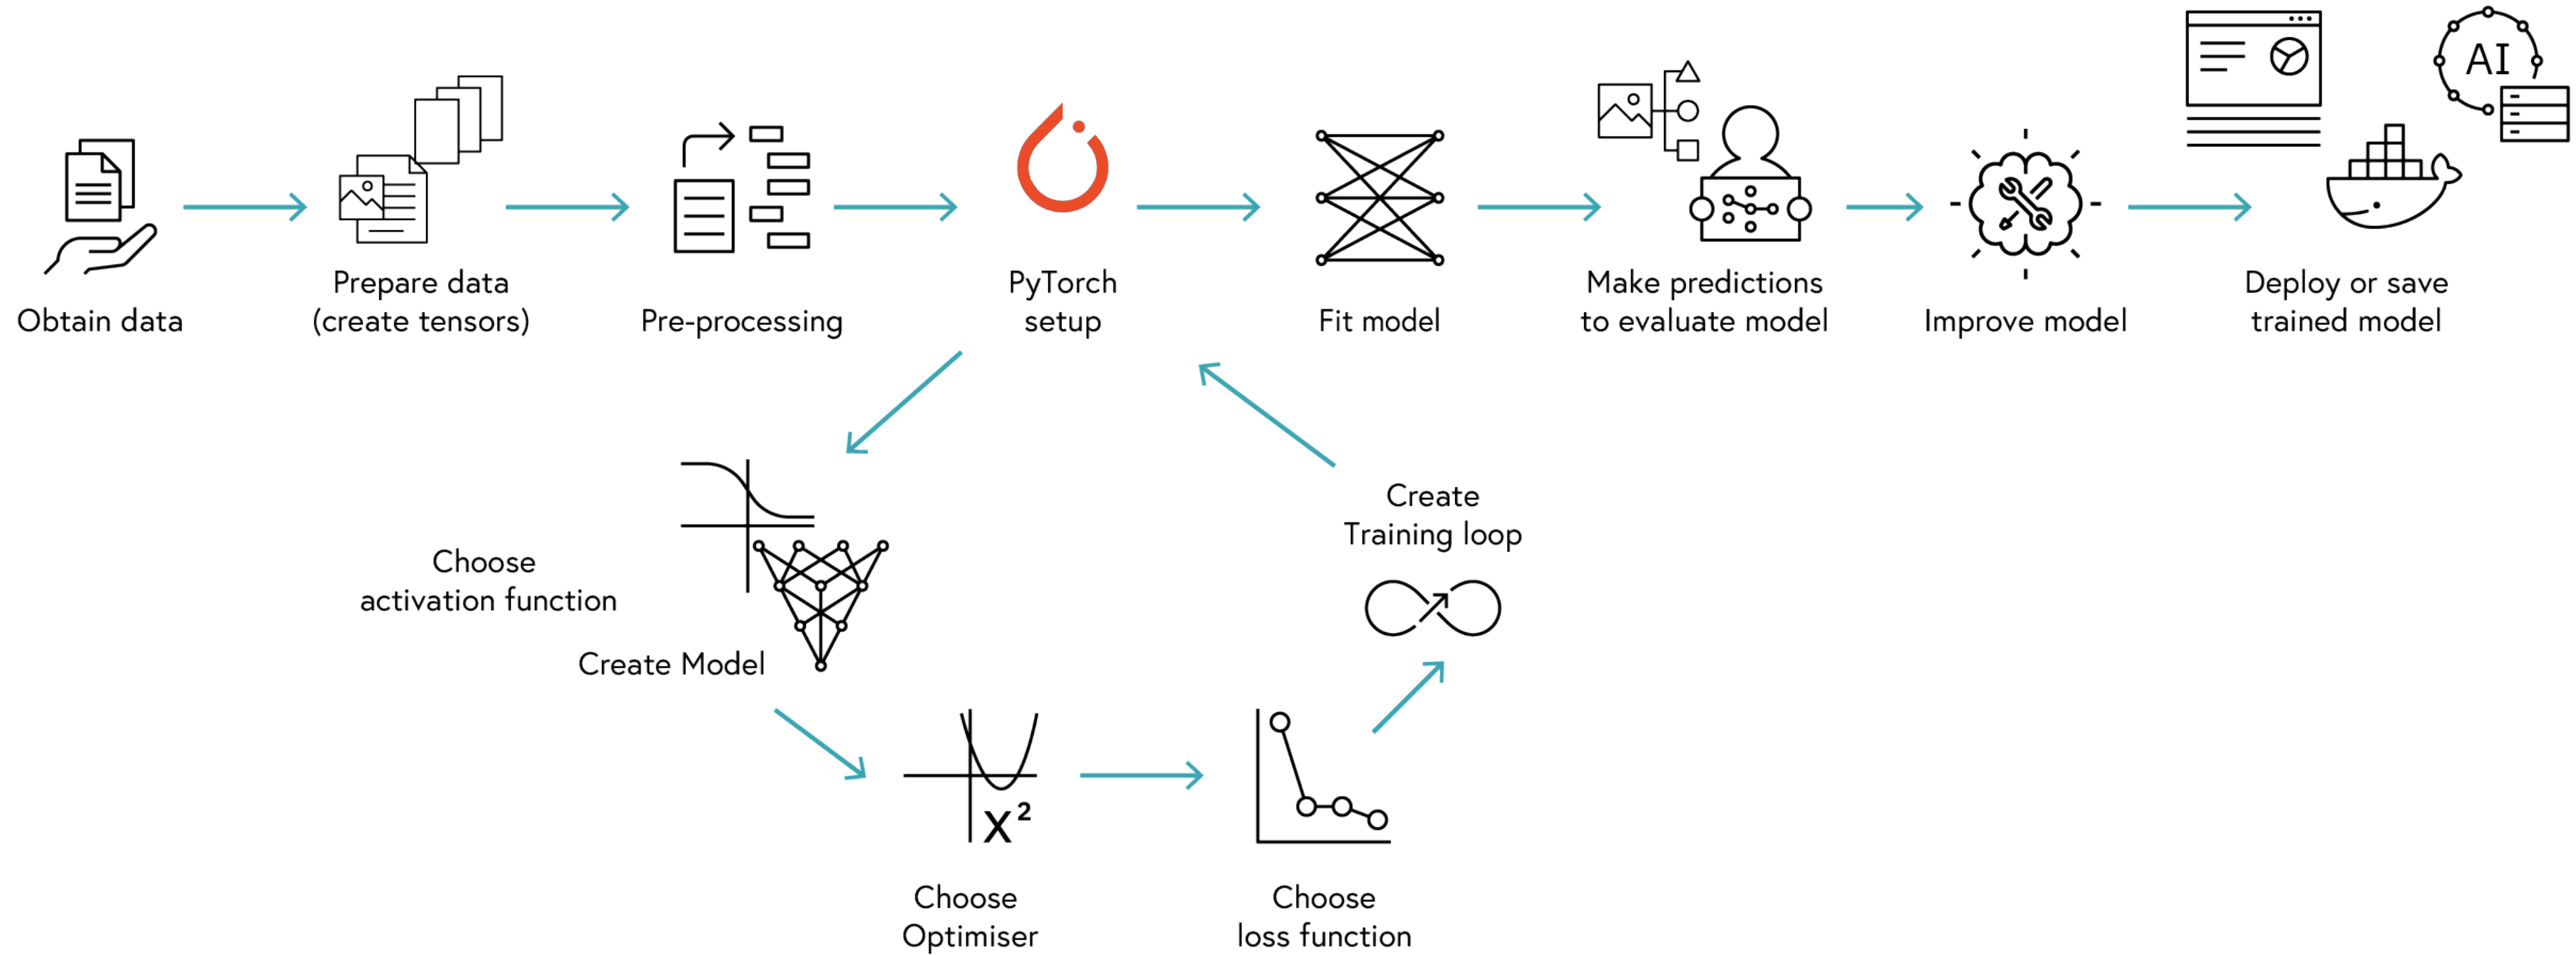 AI
Obtain data
Prepare data
(create tensors)
Pre-processing
PyTorch
setup
Fit model
Make predictions
to evaluate model
Improve model
Deploy or save
trained model
Choose
activation function
Create Model
X²
Choose
Optimiser
Choose
loss function
Create
Training loop